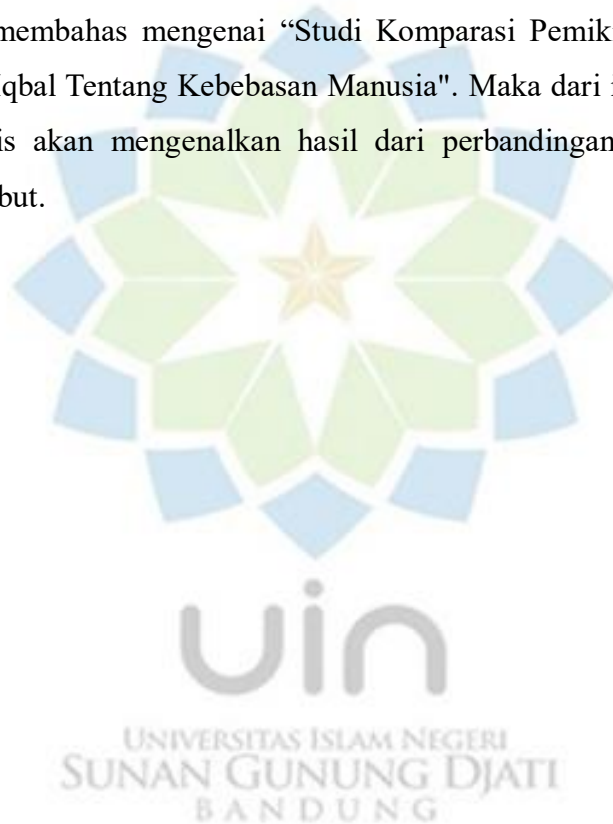 membahas mengenai “Studi Komparasi Pemik
Iqbal Tentang Kebebasan Manusia". Maka dari i
is akan mengenalkan hasil dari perbandingan
but.
uin
UNIVERSITAS ISLAM NEGERI
SUNAN GUNUNG DJATI
BANDUNG